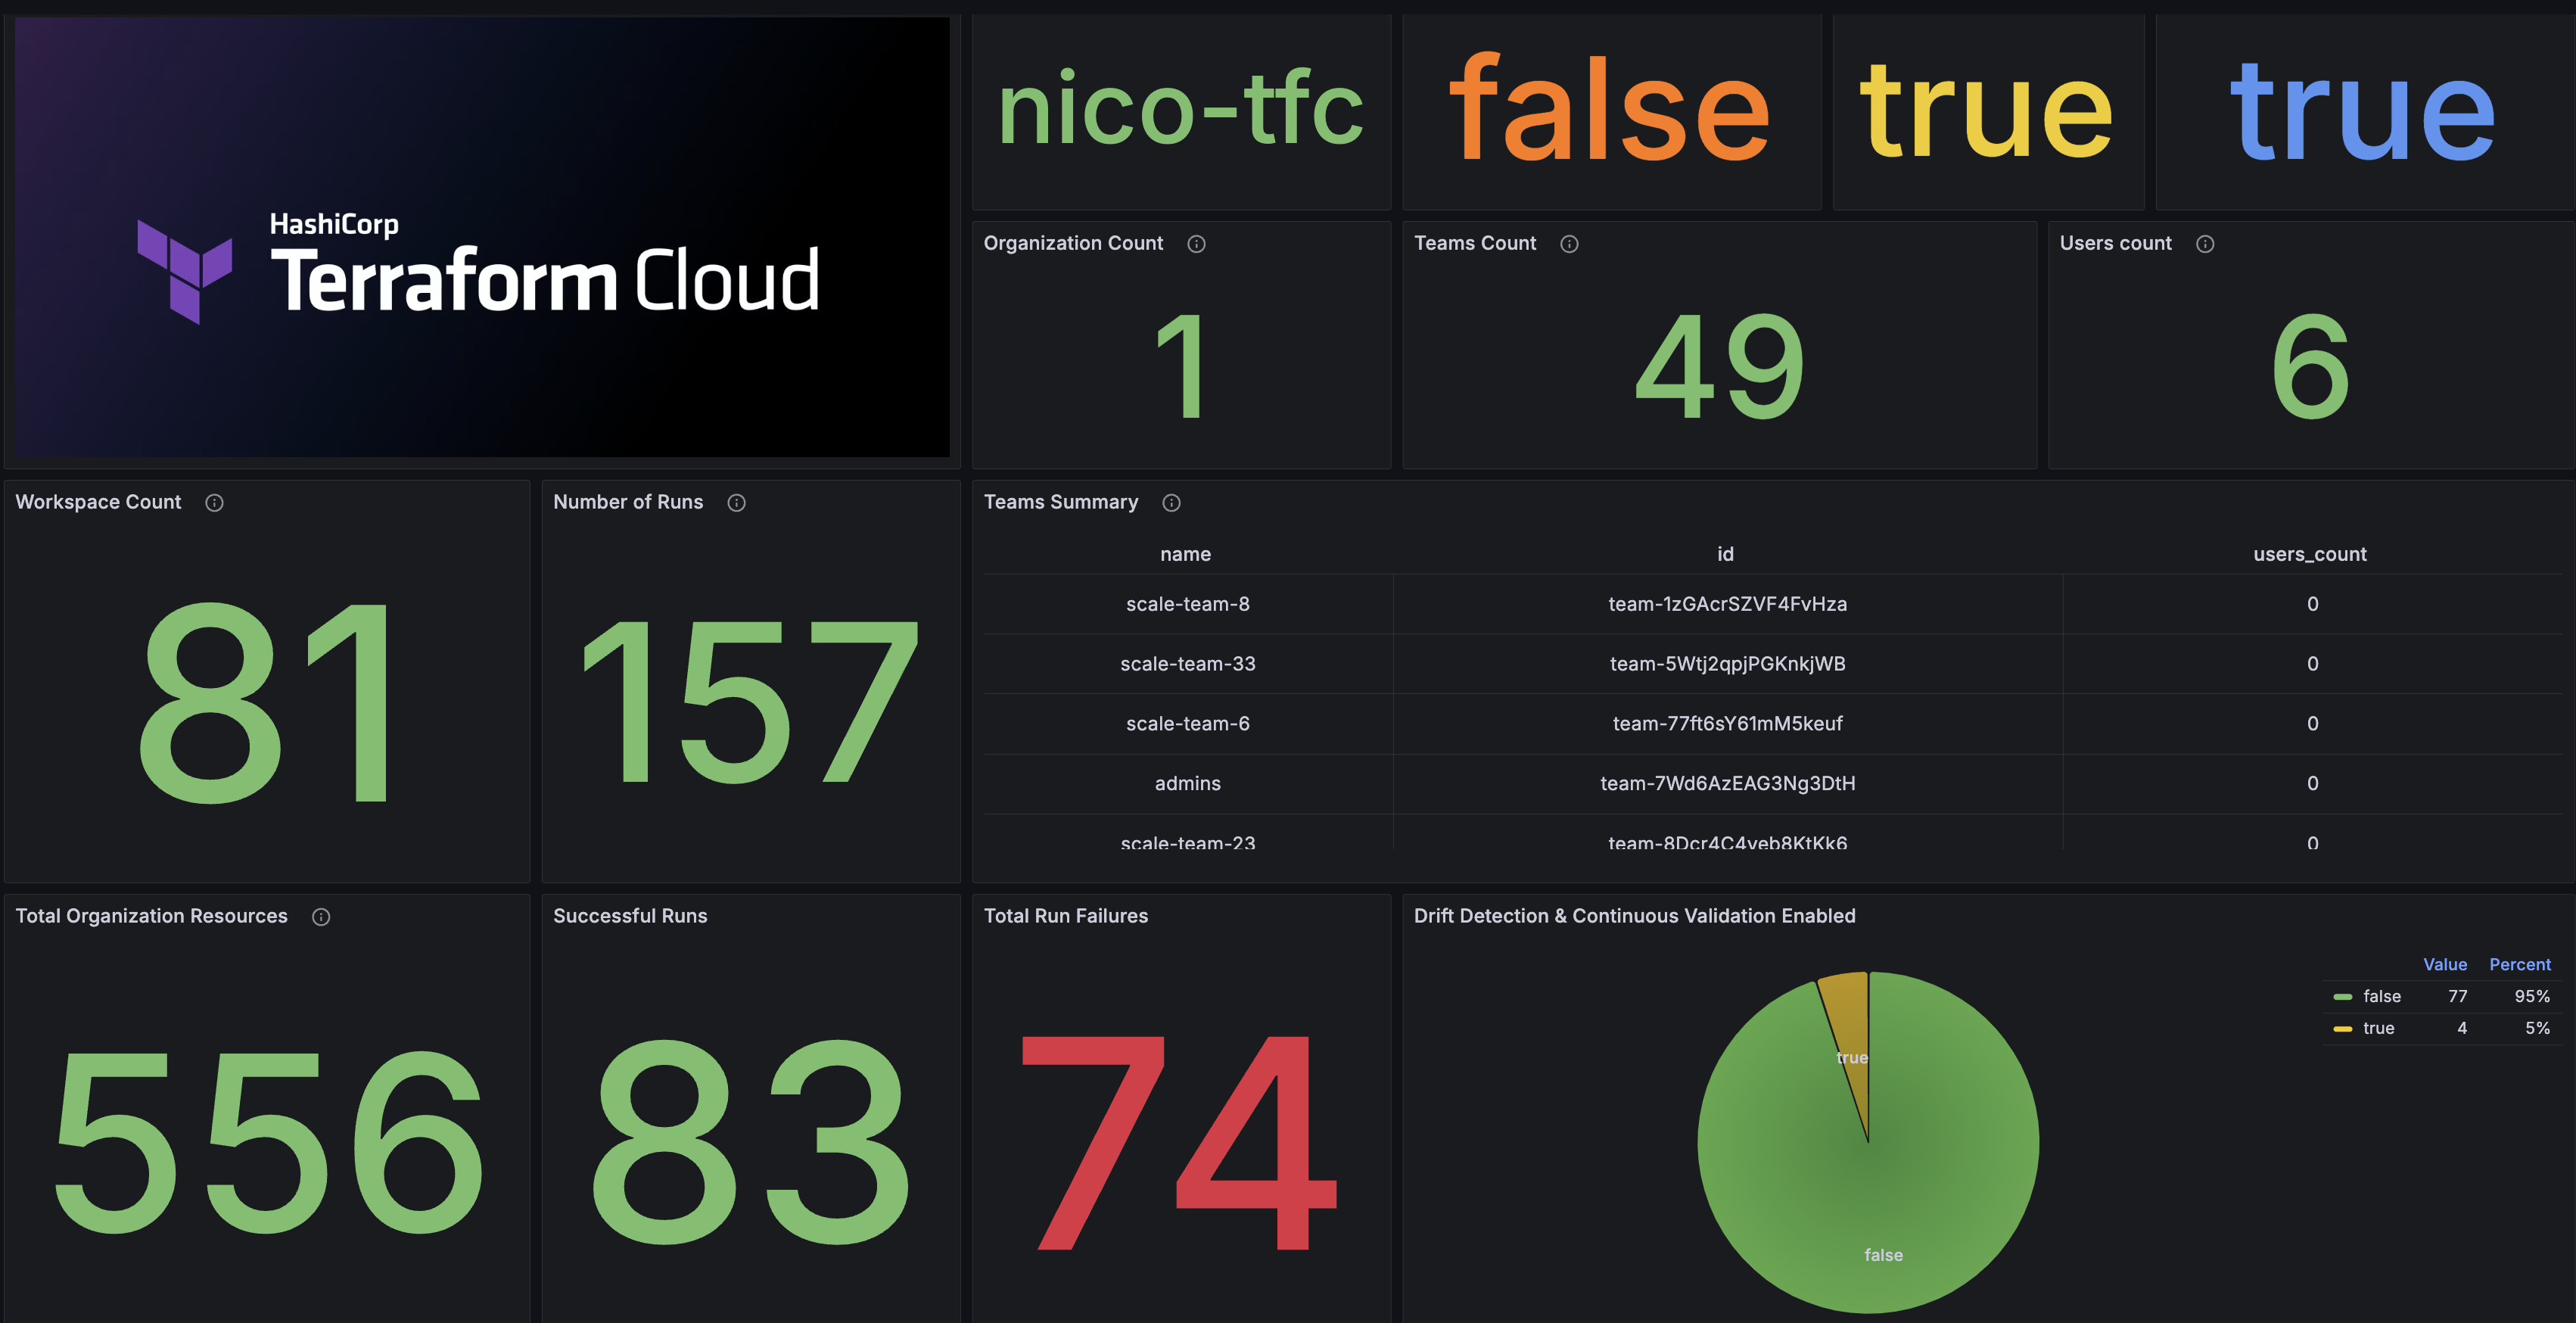 HashiCorp
Terraform Cloud
nico-tfc
false
true
true
Organization Count
1
Teams Count
49
Users count
6
Workspace Count
81
Number of Runs
157
Teams Summary
name id users_count
scale-team-8 team-1zGAcrSZVF4FvHza 0
scale-team-33 team-5Wtj2qpjPGKnkjWB 0
scale-team-6 team-77ft6sY61mM5keuf 0
admins team-7Wd6AzEAG3Ng3DtH 0
scale-team-23 team-8Dcr4C4veb8KtKk6 0
Total Organization Resources
556
Successful Runs
83
Total Run Failures
74
Drift Detection & Continuous Validation Enabled
Value Percent
false 77 95%
true 4 5%
true
false